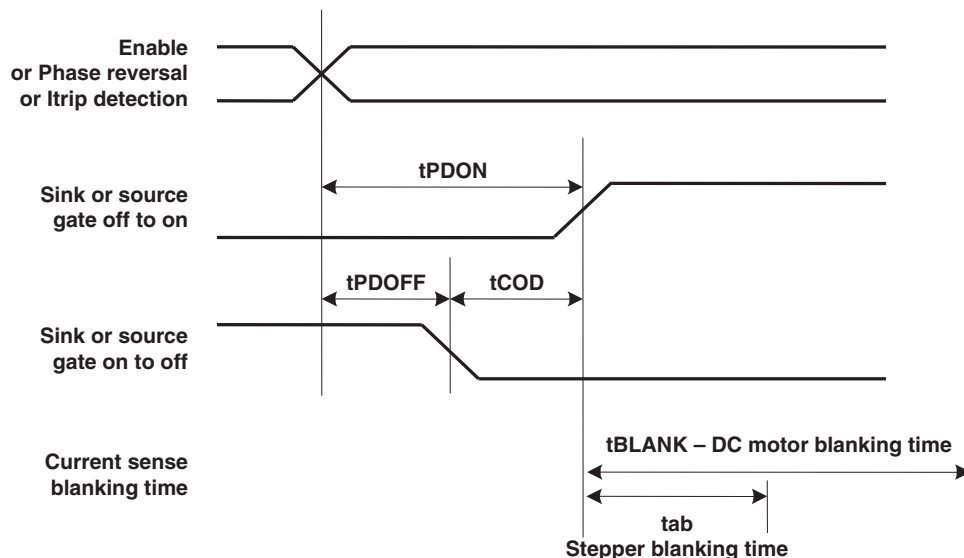 Enable
or Phase reversal
or Itrip detection
tPDON
Sink or source
gate off to on
tPDOFF
tCOD
Sink or source
gate on to off
tBLANK – DC motor blanking time
Current sense
blanking time
tab
Stepper blanking time